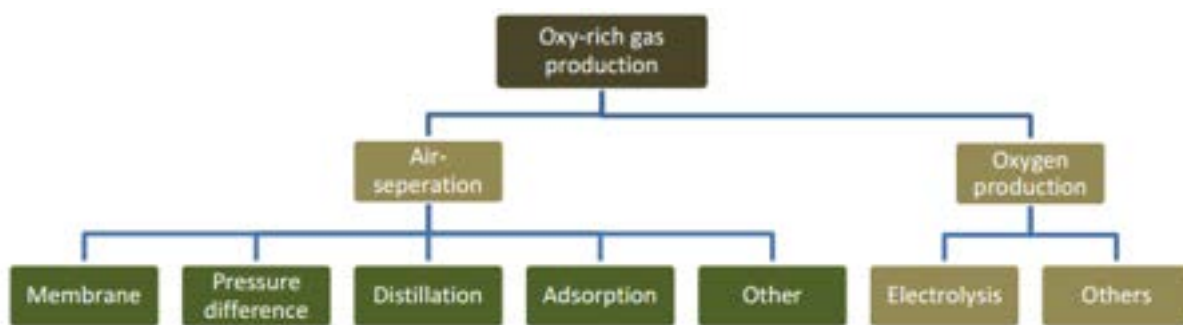 Oxy-rich gas
production
Air-
seperation
Oxygen
production
Membrane
Pressure
difference
Distillation
Adsorption
Other
Electrolysis
Others